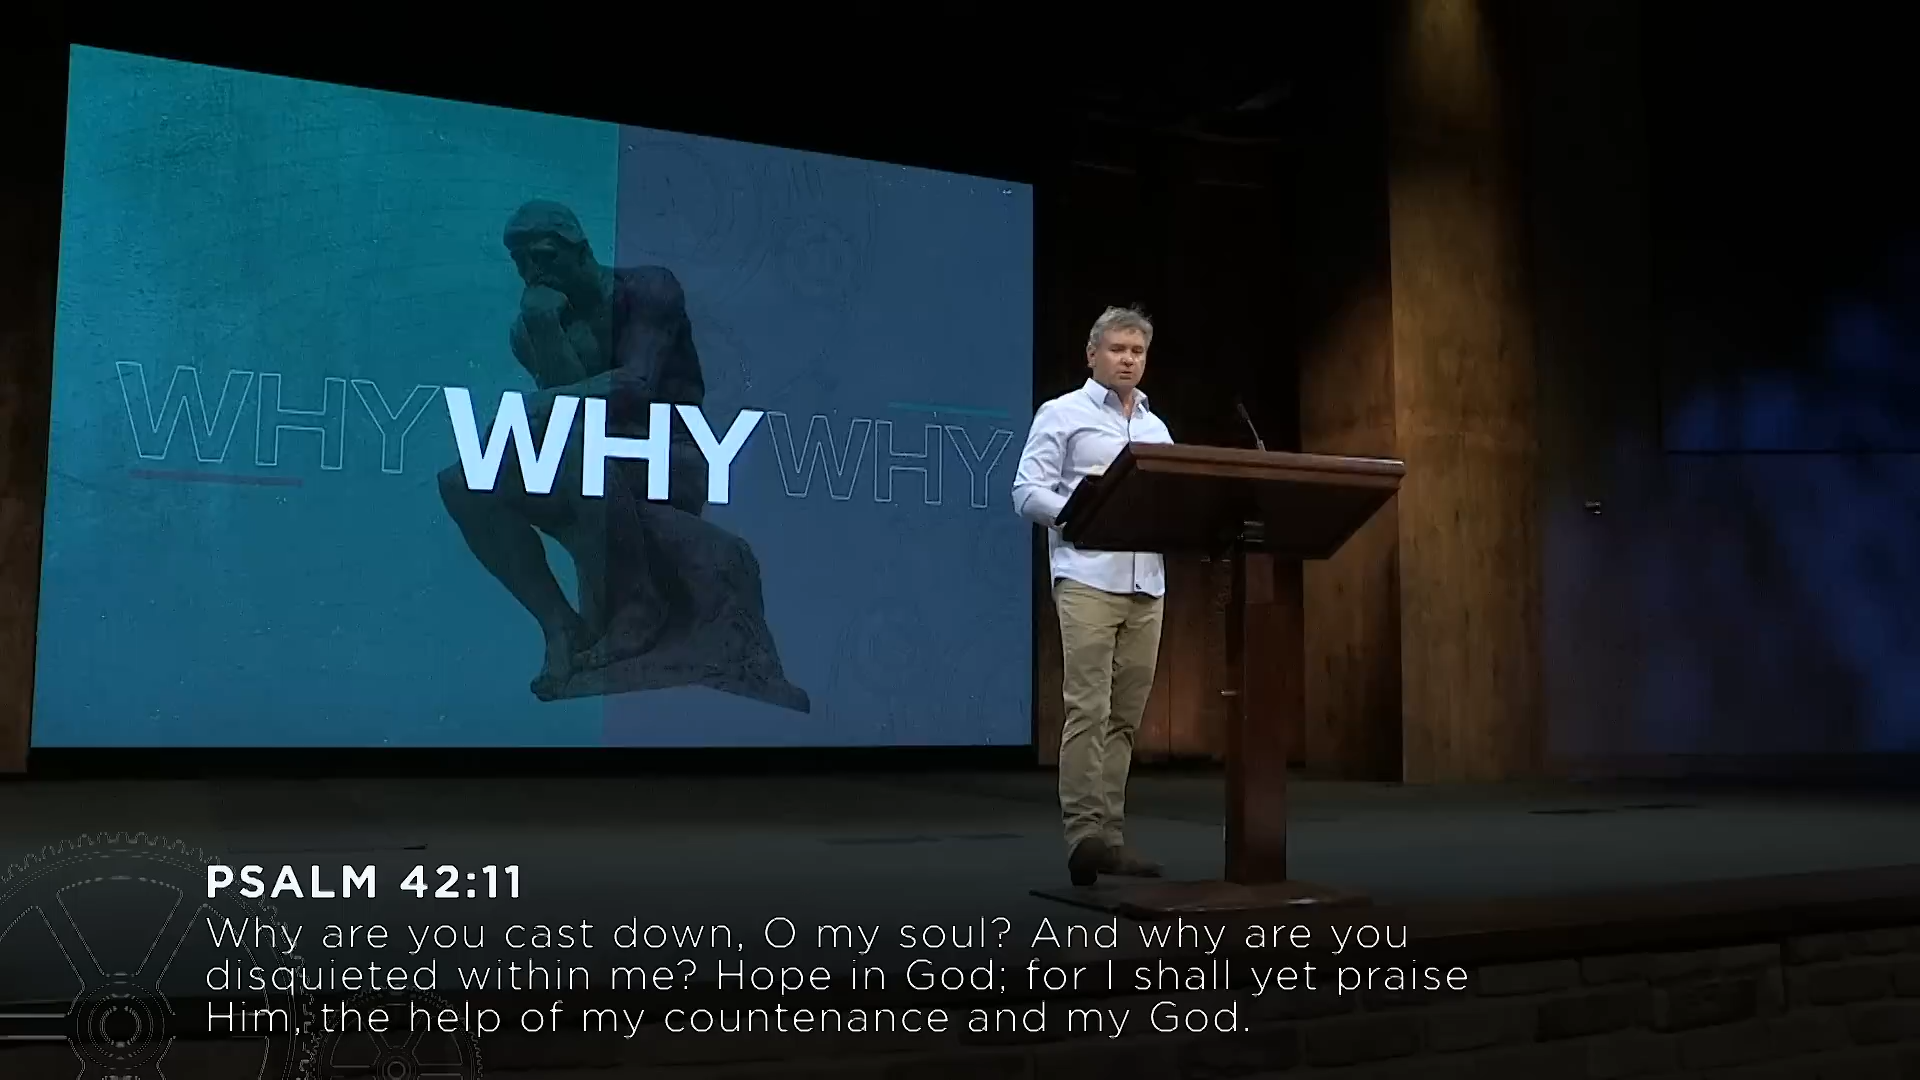 WHY WHY WHY
PSALM 42:11
Why are you cast down, O my soul? And why are you
disquieted within me? Hope in God; for I shall yet praise
Him, the help of my countenance and my God.